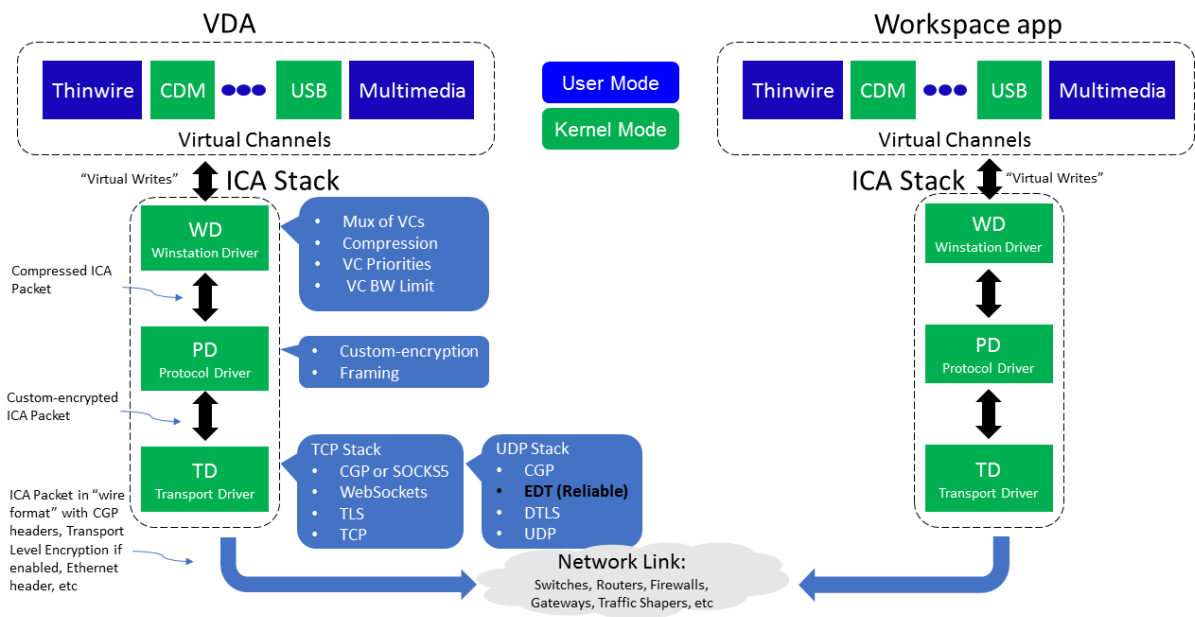 VDA
Thinwire
CDM
USB
Multimedia
Virtual Channels
User Mode
Kernel Mode
Workspace app
Thinwire
CDM
USB
Multimedia
Virtual Channels
“Virtual Writes”
ICA Stack
WD
Winstation Driver
• Mux of VCs
• Compression
• VC Priorities
• VC BW Limit
Compressed ICA
Packet
PD
Protocol Driver
• Custom-encryption
• Framing
Custom-encrypted
ICA Packet
TD
Transport Driver
TCP Stack
• CGP or SOCKS5
• WebSockets
• TLS
• TCP
UDP Stack
• CGP
• EDT (Reliable)
• DTLS
• UDP
ICA Packet in “wire
format” with CGP
headers, Transport
Level Encryption if
enabled, Ethernet
header, etc
Network Link:
Switches, Routers, Firewalls,
Gateways, Traffic Shapers, etc
ICA Stack
“Virtual Writes”
WD
Winstation Driver
PD
Protocol Driver
TD
Transport Driver